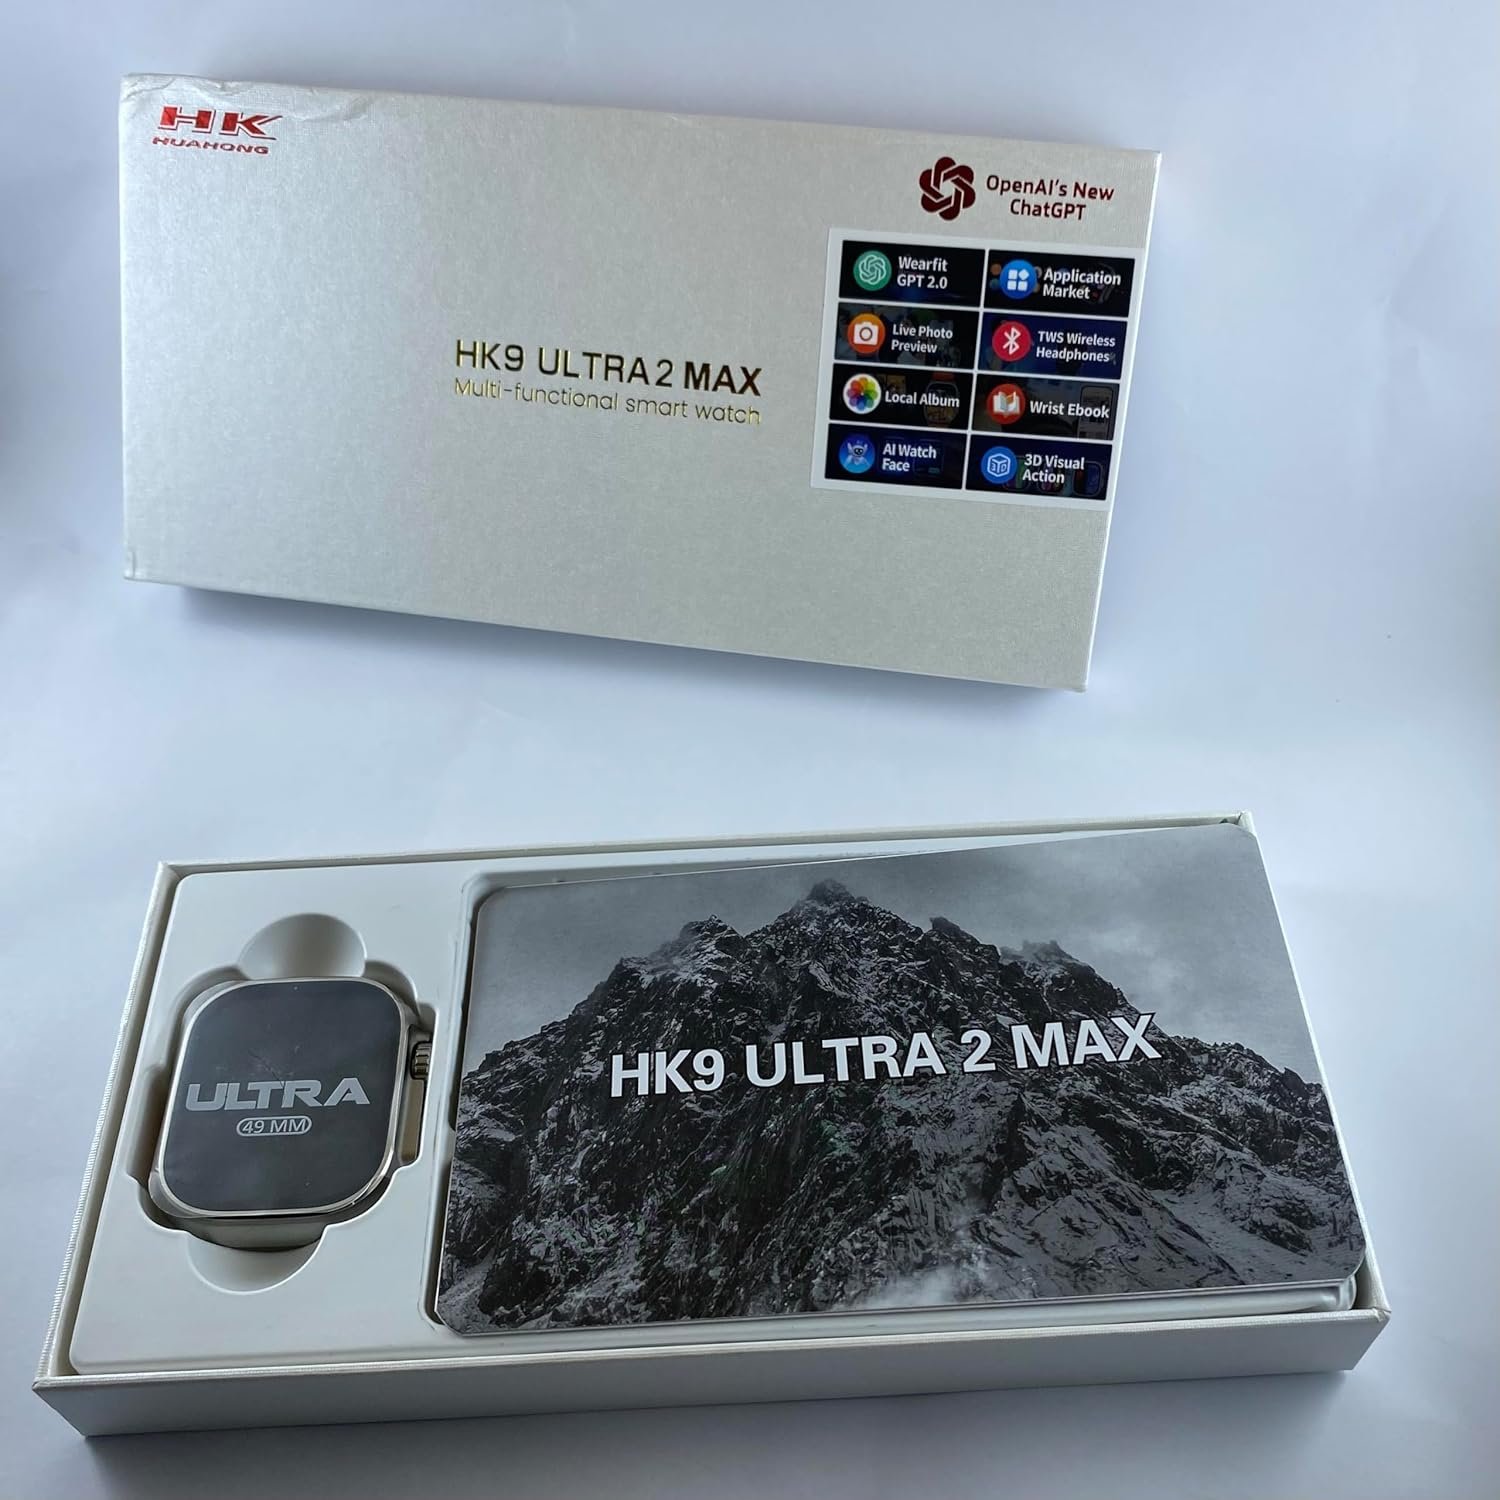 HK
HUAHONG
OpenAI's New
ChatGPT
Wearfit
GPT 2.0
Application
Market
Live Photo
Preview
TWS Wireless
Headphones
Local Album
Wrist Ebook
AI Watch
Face
3D
3D Visual
Action
HK9 ULTRA 2 MAX
Multi-functional smart watch
ULTRA
49 MM
HK9 ULTRA 2 MAX